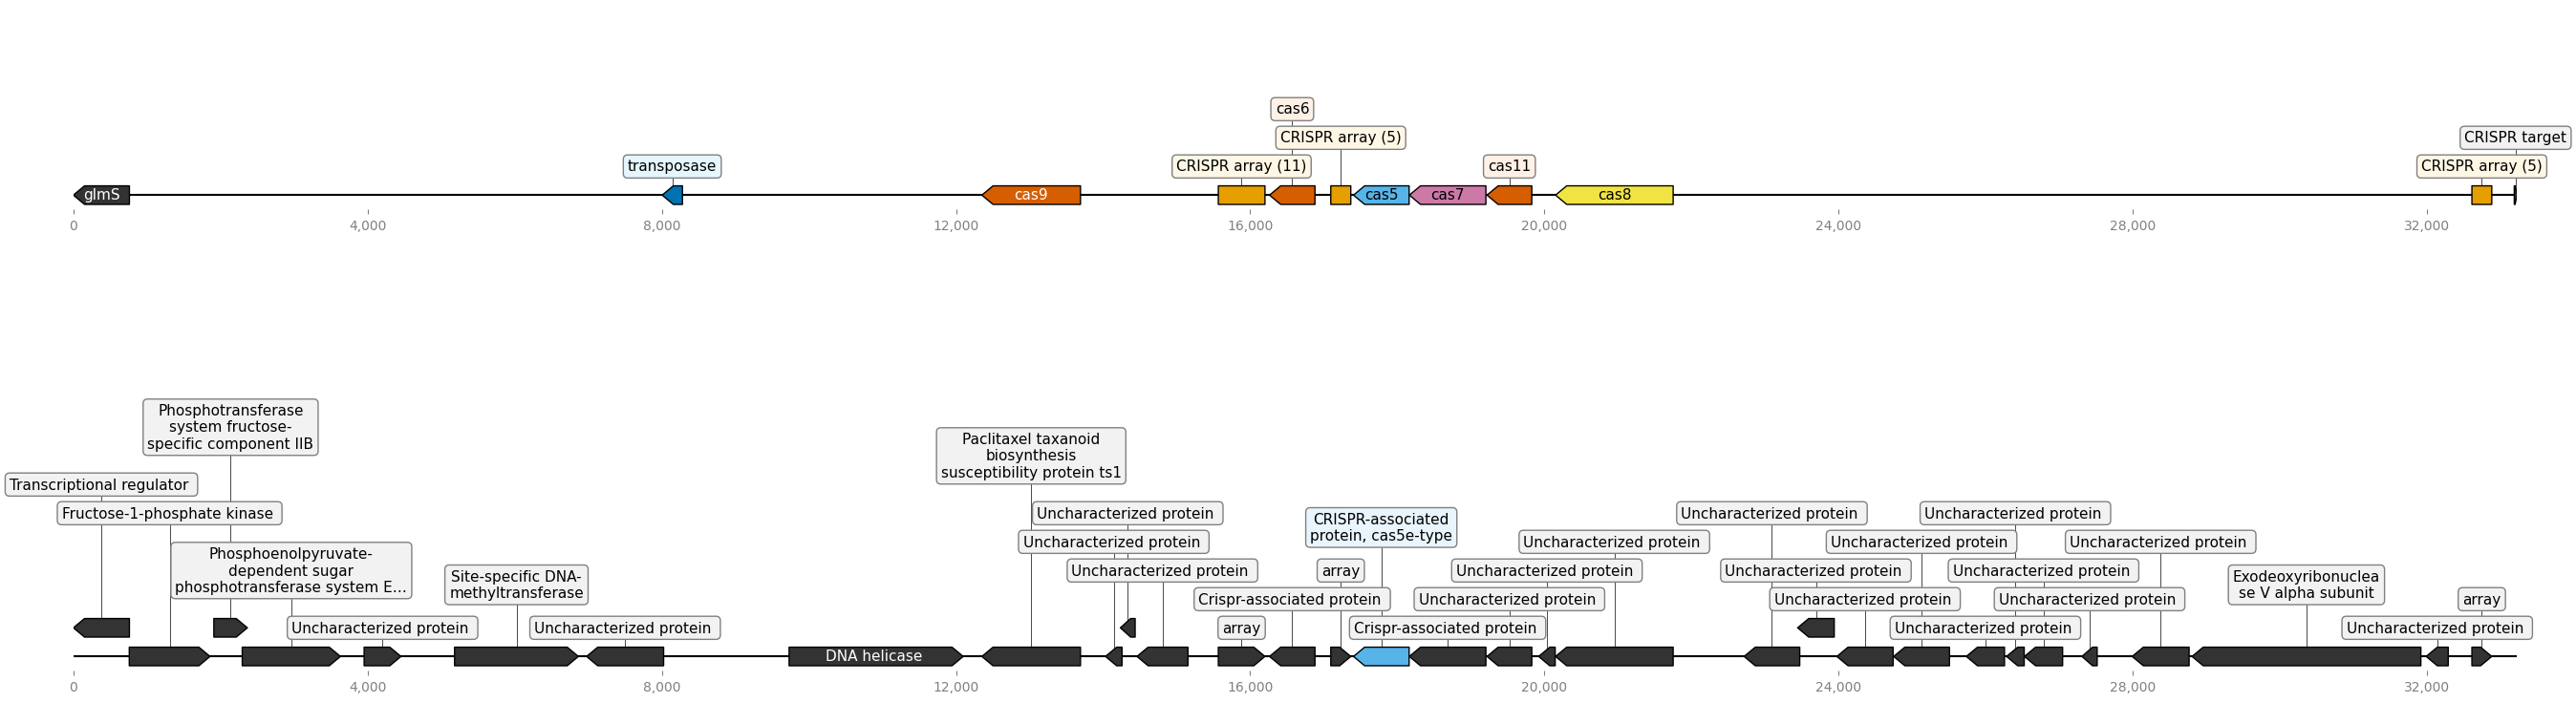 cas6
CRISPR array (5)
CRISPR target
transposase
CRISPR array (11)
cas11
CRISPR array (5)
glmS
cas9
cas5
cas7
cas8
0
4,000
8,000
12,000
16,000
20,000
24,000
28,000
32,000
Phosphotransferase
system fructose-
specific component IIB
Paclitaxel taxanoid
biosynthesis
susceptibility protein ts1
Transcriptional regulator
Fructose-1-phosphate kinase
Uncharacterized protein
CRISPR-associated
protein, cas5e-type
Uncharacterized protein
Uncharacterized protein
Uncharacterized protein
Uncharacterized protein
Uncharacterized protein
Uncharacterized protein
Phosphoenolpyruvate-
dependent sugar
phosphotransferase system E...
Site-specific DNA-
methyltransferase
Uncharacterized protein
array
Uncharacterized protein
Uncharacterized protein
Uncharacterized protein
Exodeoxyribonuclea
se V alpha subunit
Crispr-associated protein
Uncharacterized protein
Uncharacterized protein
Uncharacterized protein
array
Uncharacterized protein
Uncharacterized protein
array
Crispr-associated protein
Uncharacterized protein
Uncharacterized protein
DNA helicase
0
4,000
8,000
12,000
16,000
20,000
24,000
28,000
32,000